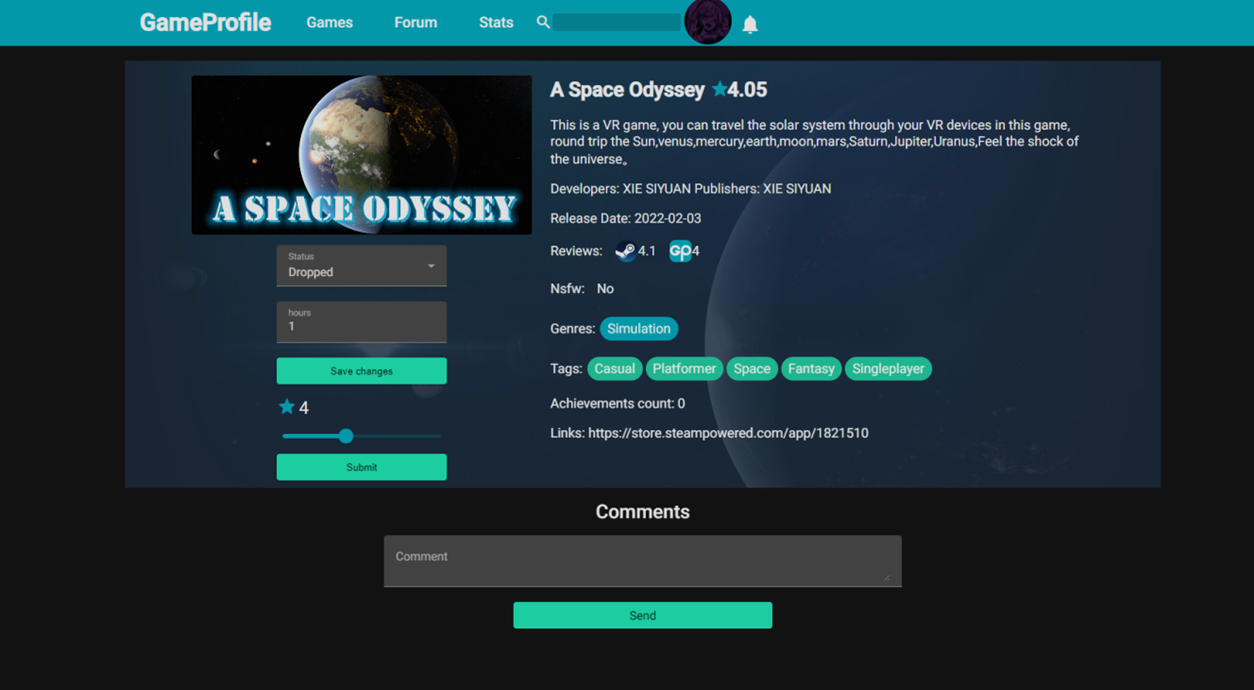 GameProfile Games Forum Stats
A SPACE ODYSSEY
Status
Dropped
hours
1
Save changes
4
Submit
A Space Odyssey 4.05
This is a VR game, you can travel the solar system through your VR devices in this game,
round trip the Sun,venus,mercury,earth,moon,mars,Saturn,Jupiter,Uranus,Feel the shock of
the universe。
Developers: XIE SIYUAN Publishers: XIE SIYUAN
Release Date: 2022-02-03
Reviews: 4.1 GP 4
Nsfw: No
Genres: Simulation
Tags: Casual Platformer Space Fantasy Singleplayer
Achievements count: 0
Links: https://store.steampowered.com/app/1821510
Comments
Comment
Send